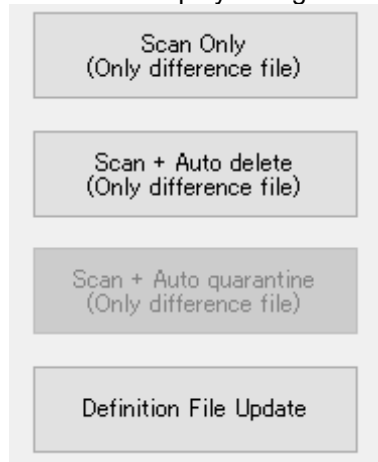 Scan Only
(Only difference file)
Scan + Auto delete
(Only difference file)
Scan + Auto quarantine
(Only difference file)
Definition File Update